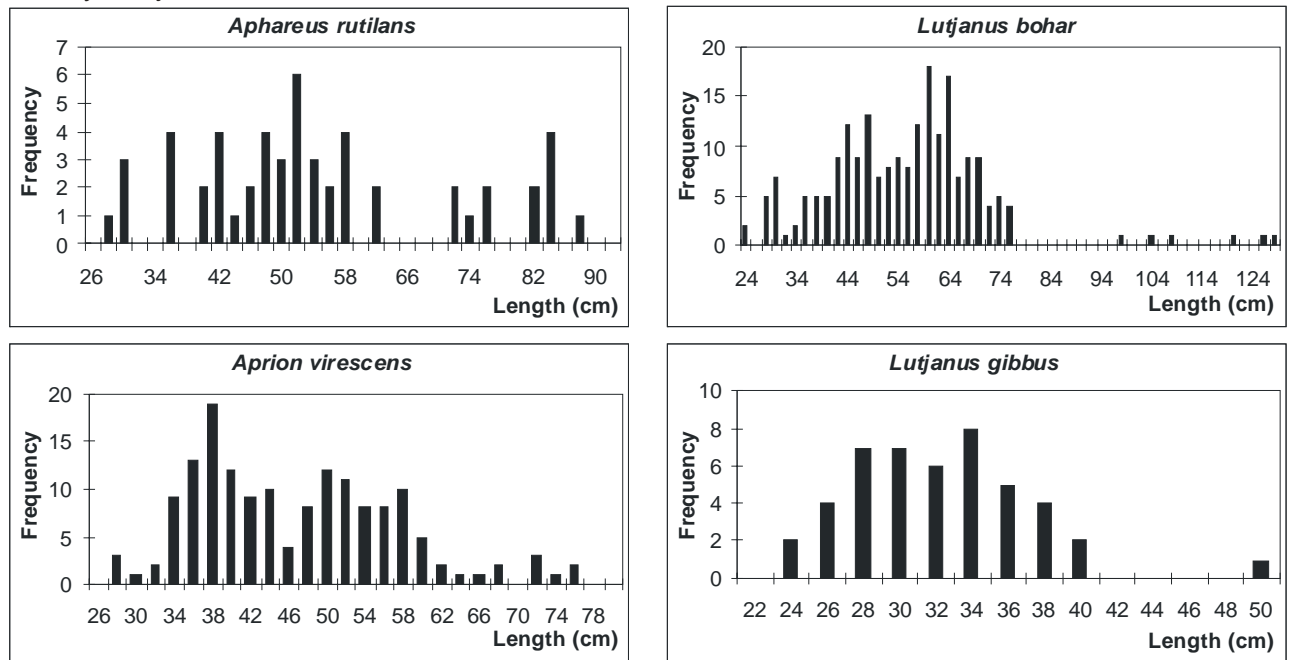 Aphareus rutilans
Frequency
7
6
5
4
3
2
1
0
26 34 42 50 58 66 74 82 90
Length (cm)
Lutjanus bohar
Frequency
20
15
10
5
0
24 34 44 54 64 74 84 94 104 114 124
Length (cm)
Aprion virescens
Frequency
20
15
10
5
0
26 30 34 38 42 46 50 54 58 62 66 70 74 78
Length (cm)
Lutjanus gibbus
Frequency
10
8
6
4
2
0
22 24 26 28 30 32 34 36 38 40 42 44 46 48 50
Length (cm)